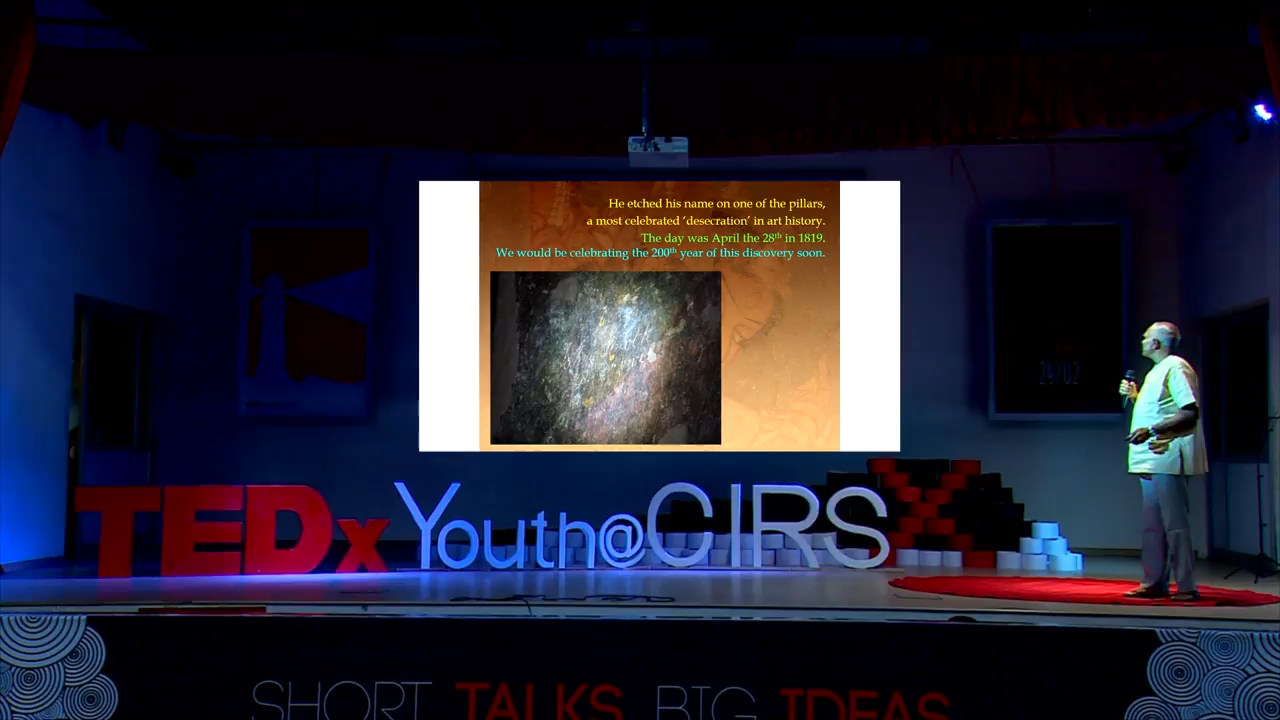 He etched his name on one of the pillars,
a most celebrated ‘desecration’ in art history.
The day was April the 28th in 1819.
We would be celebrating the 200th year of this discovery soon.
24/02
TEDx Youth@CIRS
SHORT TALKS BIG IDEAS